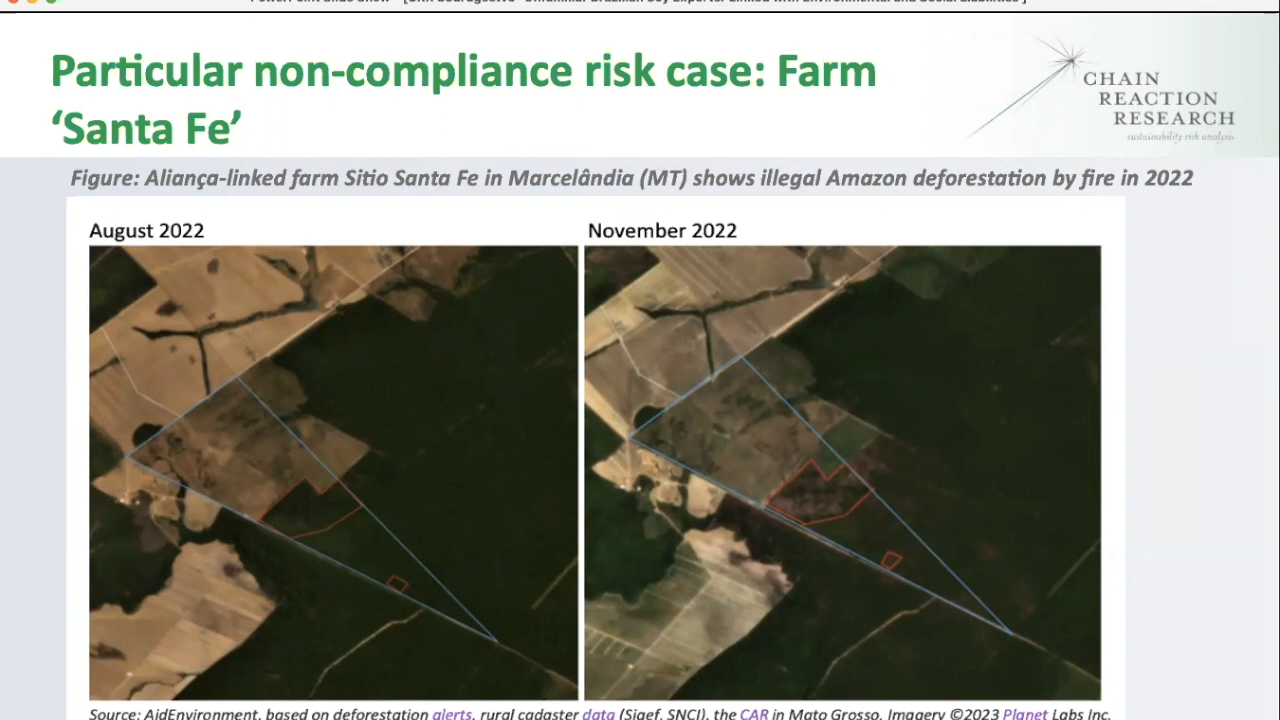 Particular non-compliance risk case: Farm
‘Santa Fe’
CHAIN
REACTION
RESEARCH
sustainability risk analysis
Figure: Aliança-linked farm Sitio Santa Fe in Marcelândia (MT) shows illegal Amazon deforestation by fire in 2022
August 2022
November 2022
Source: AidEnvironment, based on deforestation alerts, rural cadaster data (Sigef, SNCI), the CAR in Mato Grosso. Imagery ©2023 Planet Labs Inc.